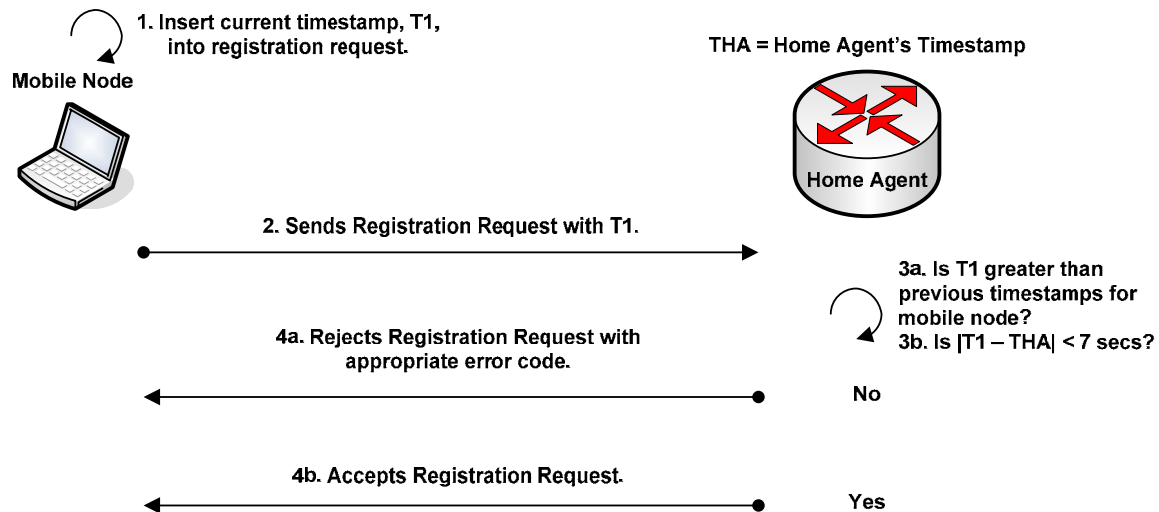 1. Insert current timestamp, T1,
into registration request.
THA = Home Agent's Timestamp
Mobile Node
Home Agent
2. Sends Registration Request with T1.
3a. Is T1 greater than
previous timestamps for
mobile node?
3b. Is |T1 – THA| < 7 secs?
4a. Rejects Registration Request with
appropriate error code.
No
4b. Accepts Registration Request.
Yes